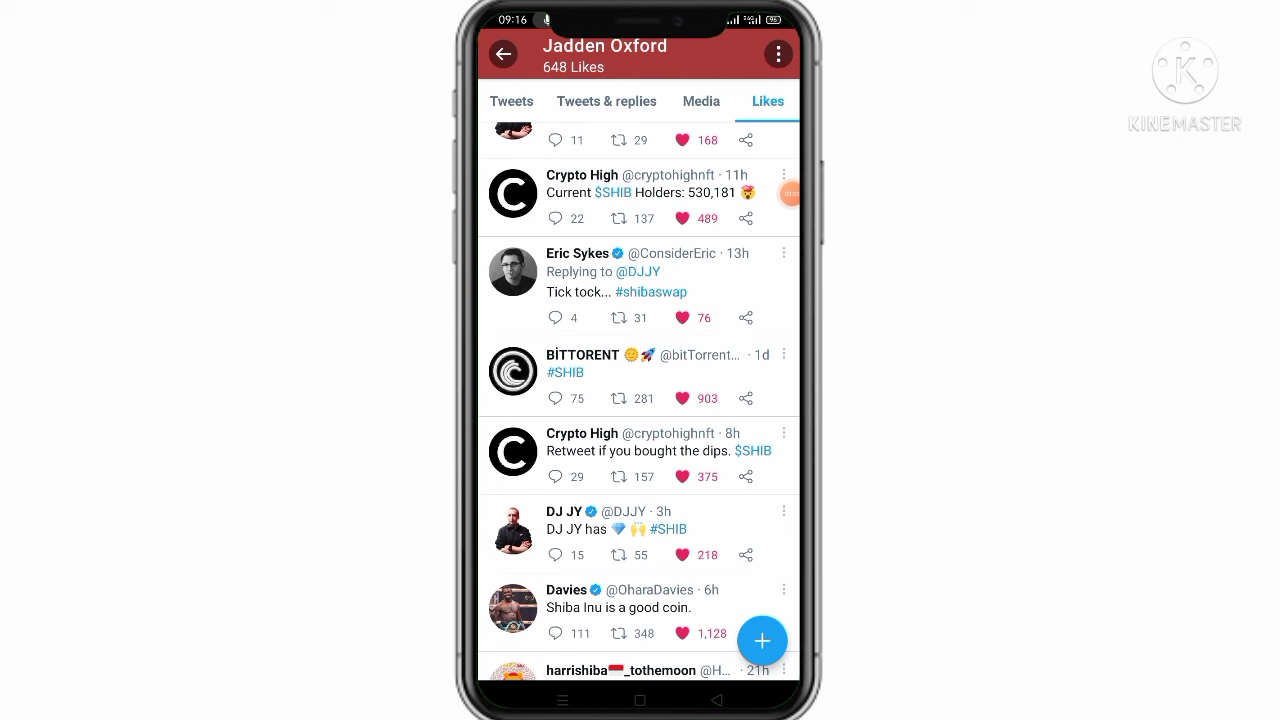 09:16
Jadden Oxford
648 Likes
Tweets Tweets & replies Media Likes
11 29 168
Crypto High @cryptohighnft · 11h
Current $SHIB Holders: 530,181 🤯
22 137 489
Eric Sykes @ConsiderEric · 13h
Replying to @DJJY
Tick tock... #shibaswap
4 31 76
BİTTORENT 🌞🚀 @bitTorrent... · 1d
#SHIB
75 281 903
Crypto High @cryptohighnft · 8h
Retweet if you bought the dips. $SHIB
29 157 375
DJ JY @DJJY · 3h
DJ JY has 💎 🙌 #SHIB
15 55 218
Davies @OharaDavies · 6h
Shiba Inu is a good coin.
111 348 1,128
harrishiba🇮🇩_tothemoon @H... · 21h
K
KINEMASTER